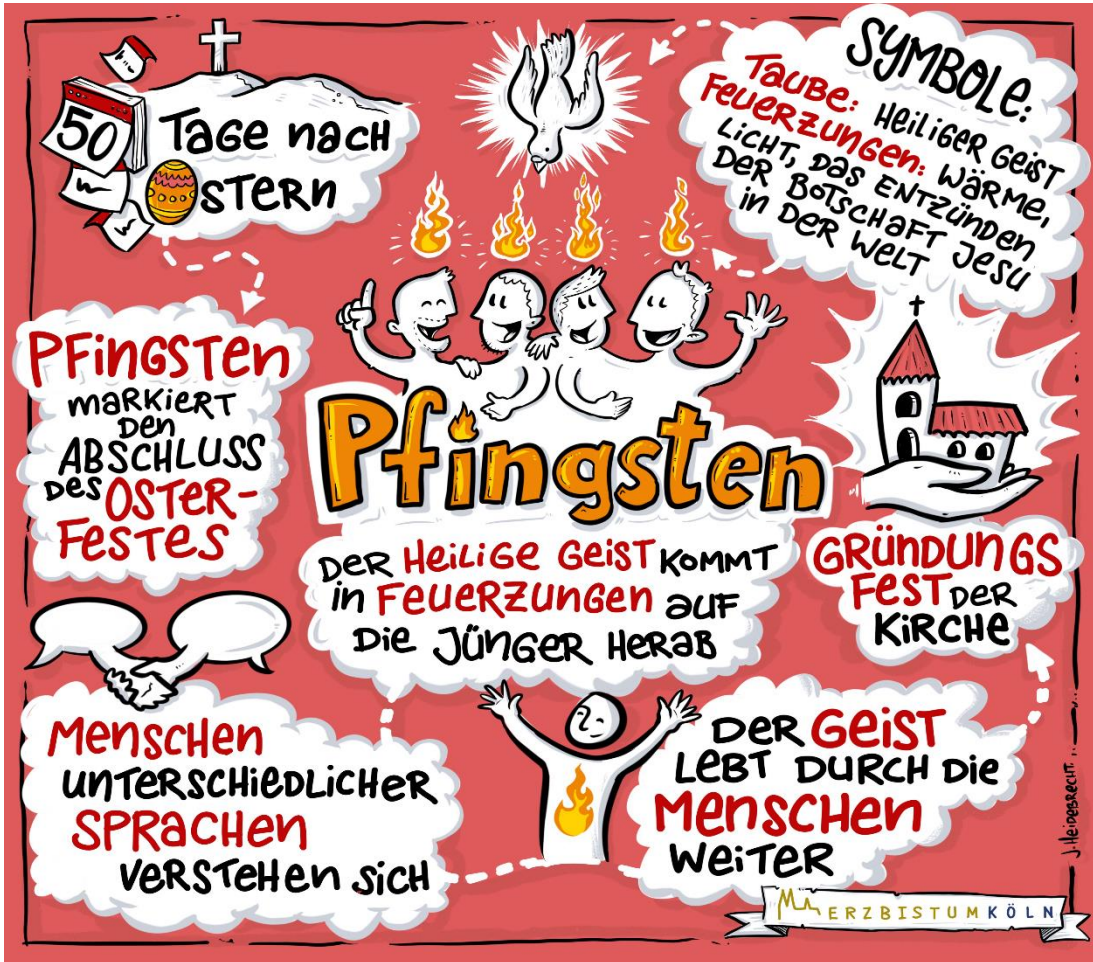 50
Tage nach
Ostern
SYMBOLE:
Taube: Heiliger Geist
Feuerzungen: Wärme,
Licht, das Entzünden
der Botschaft Jesu
in der Welt
Pfingsten
markiert
den
Abschluss
des Oster-
festes
Pfingsten
Der Heilige Geist kommt
in Feuerzungen auf
die Jünger herab
Gründungs
fest der
Kirche
Menschen
unterschiedlicher
Sprachen
verstehen sich
Der Geist
lebt durch die
Menschen
weiter
J. Heidebrecht.
ERZBISTUM KÖLN